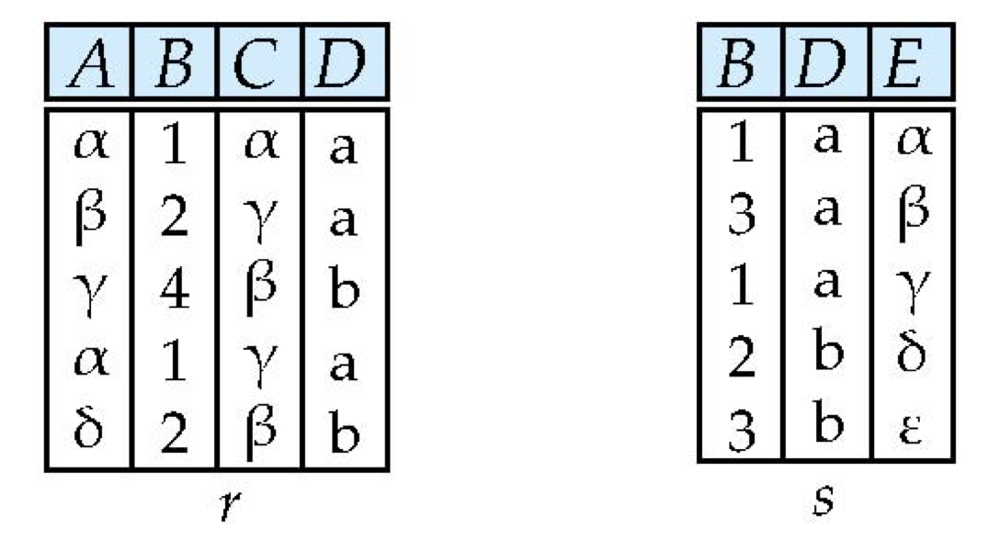 A B C D
α 1 α a
β 2 γ a
γ 4 β b
α 1 γ a
δ 2 β b
r
B D E
1 a α
3 a β
1 a γ
2 b δ
3 b ε
s